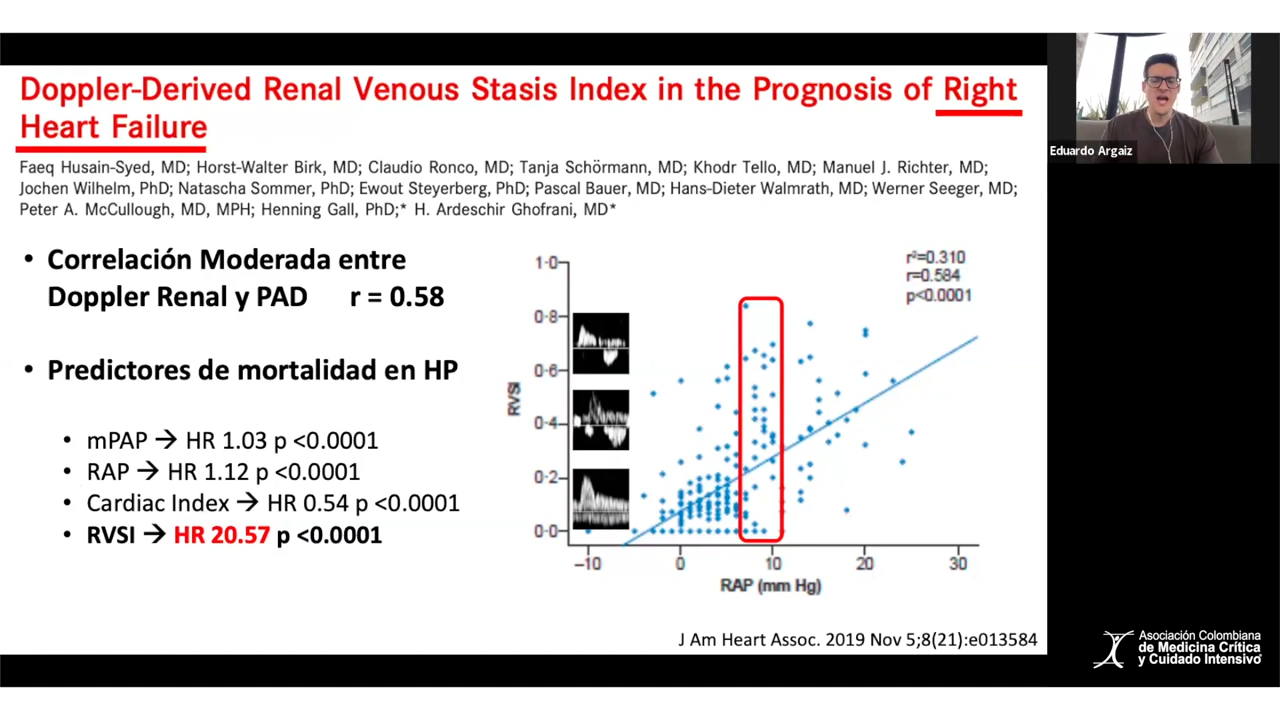 Doppler-Derived Renal Venous Stasis Index in the Prognosis of Right
Heart Failure
Faeq Husain-Syed, MD; Horst-Walter Birk, MD; Claudio Ronco, MD; Tanja Schörmann, MD; Khodr Tello, MD; Manuel J. Richter, MD;
Jochen Wilhelm, PhD; Natascha Sommer, PhD; Ewout Steyerberg, PhD; Pascal Bauer, MD; Hans-Dieter Walmrath, MD; Werner Seeger, MD;
Peter A. McCullough, MD, MPH; Henning Gall, PhD;* H. Ardeschir Ghofrani, MD*
• Correlación Moderada entre
Doppler Renal y PAD r = 0.58
• Predictores de mortalidad en HP
• mPAP → HR 1.03 p <0.0001
• RAP → HR 1.12 p <0.0001
• Cardiac Index → HR 0.54 p <0.0001
• RVSI → HR 20.57 p <0.0001
r²=0.310
r=0.584
p<0.0001
1·0
0·8
0·6
0·4
0·2
0·0
RVSI
−10 0 10 20 30
RAP (mm Hg)
J Am Heart Assoc. 2019 Nov 5;8(21):e013584
Eduardo Argaiz
Asociación Colombiana
de Medicina Crítica
y Cuidado Intensivo